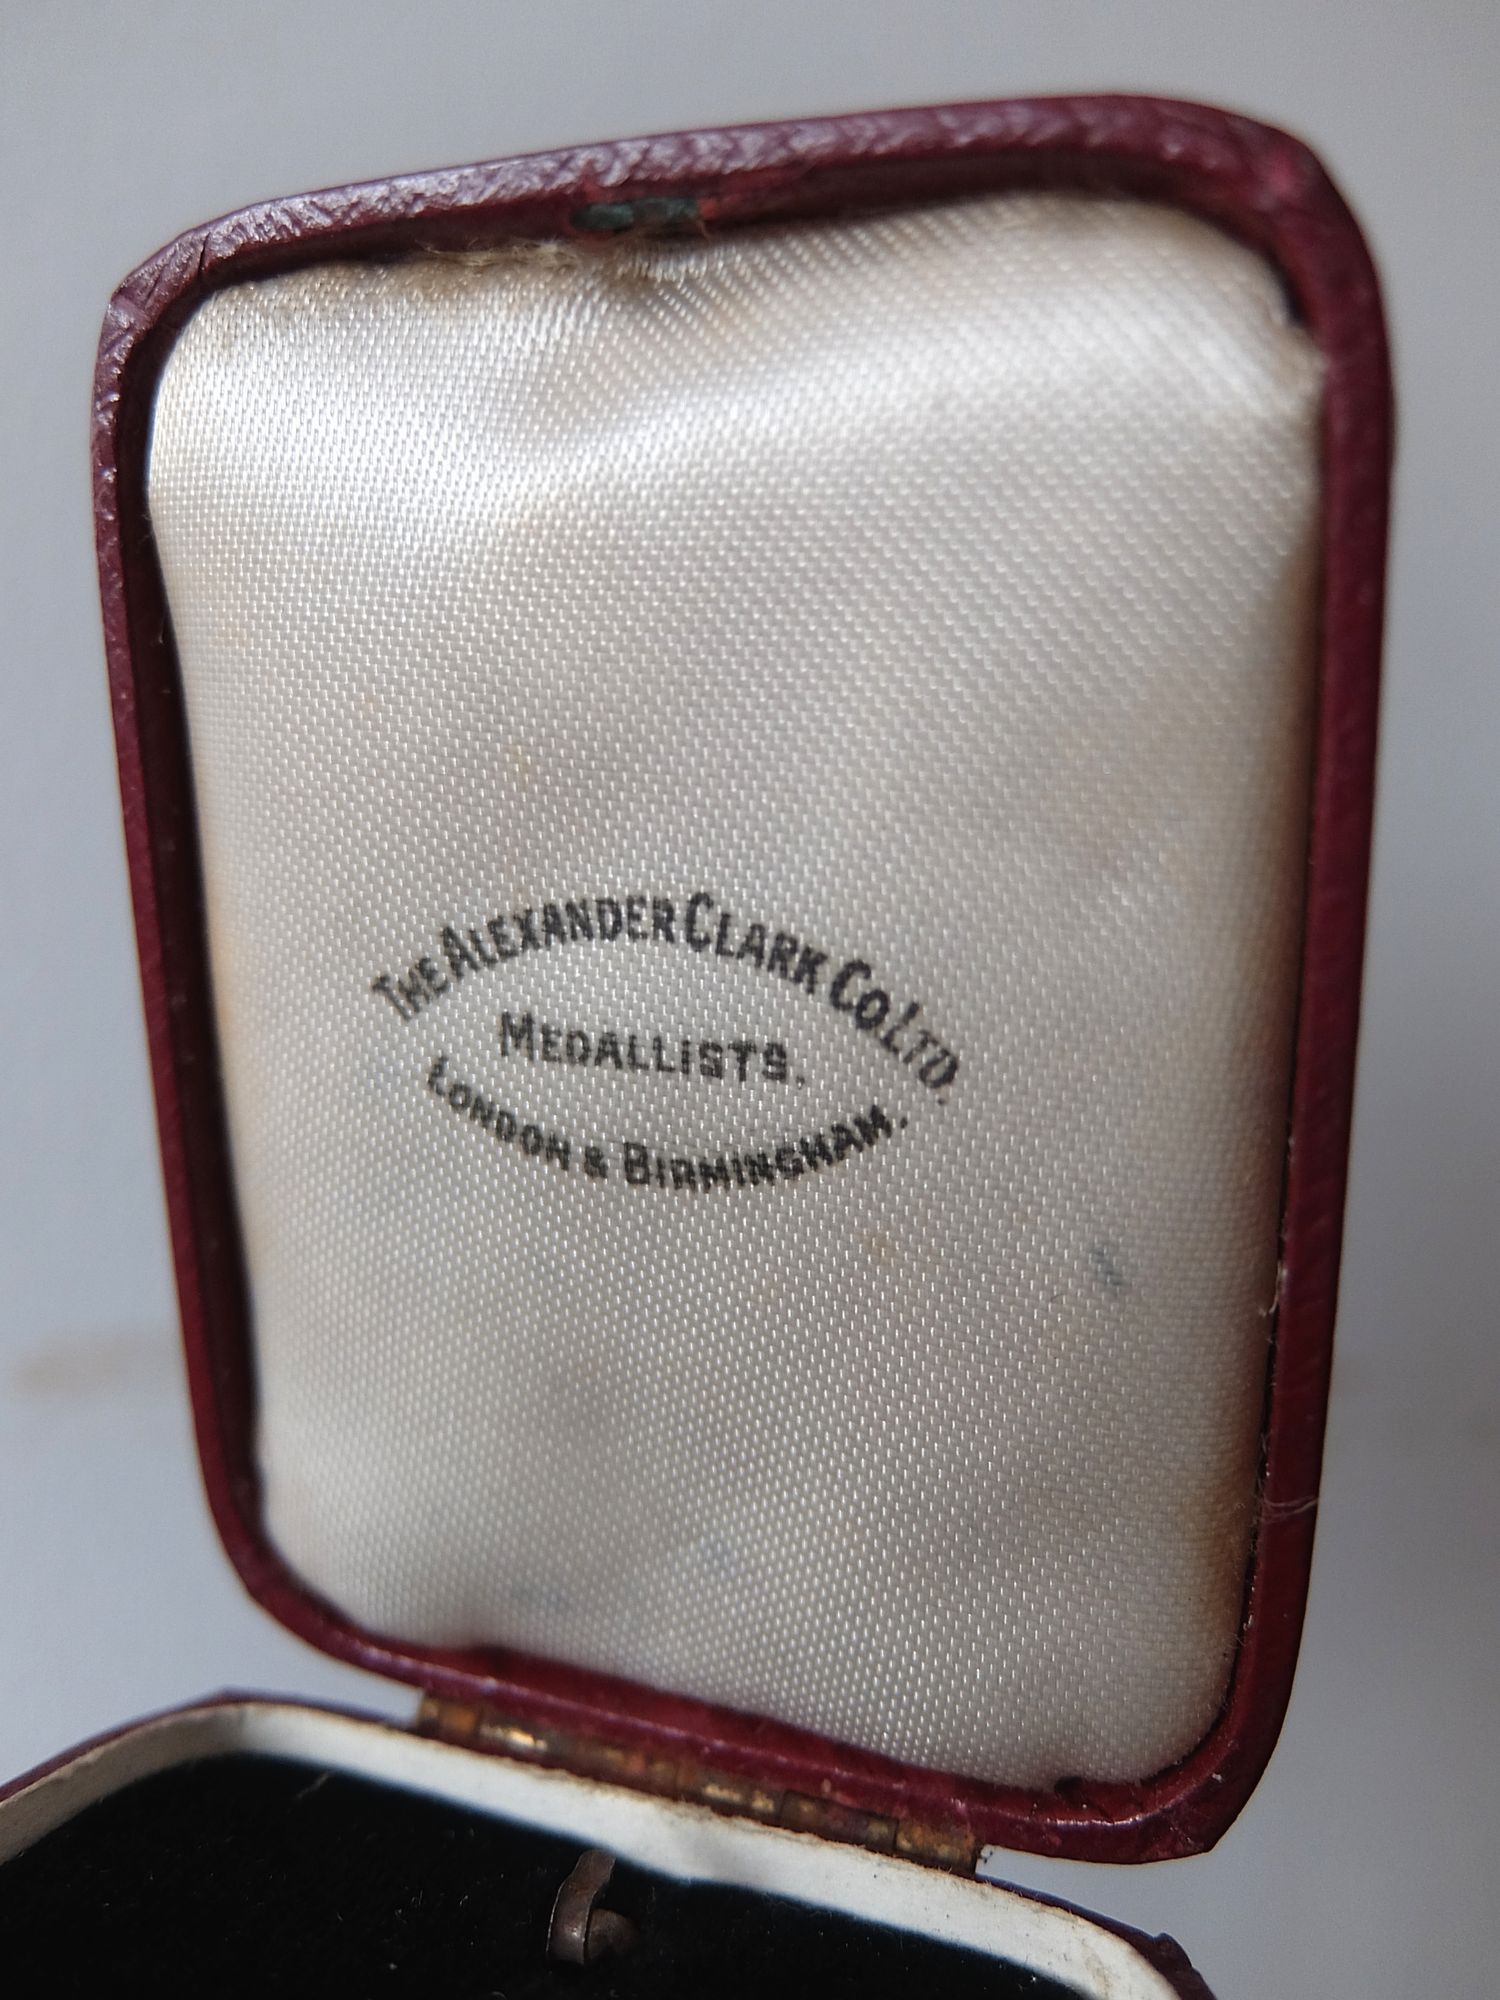 THE ALEXANDER CLARK CO LTD.
MEDALLISTS.
LONDON & BIRMINGHAM.